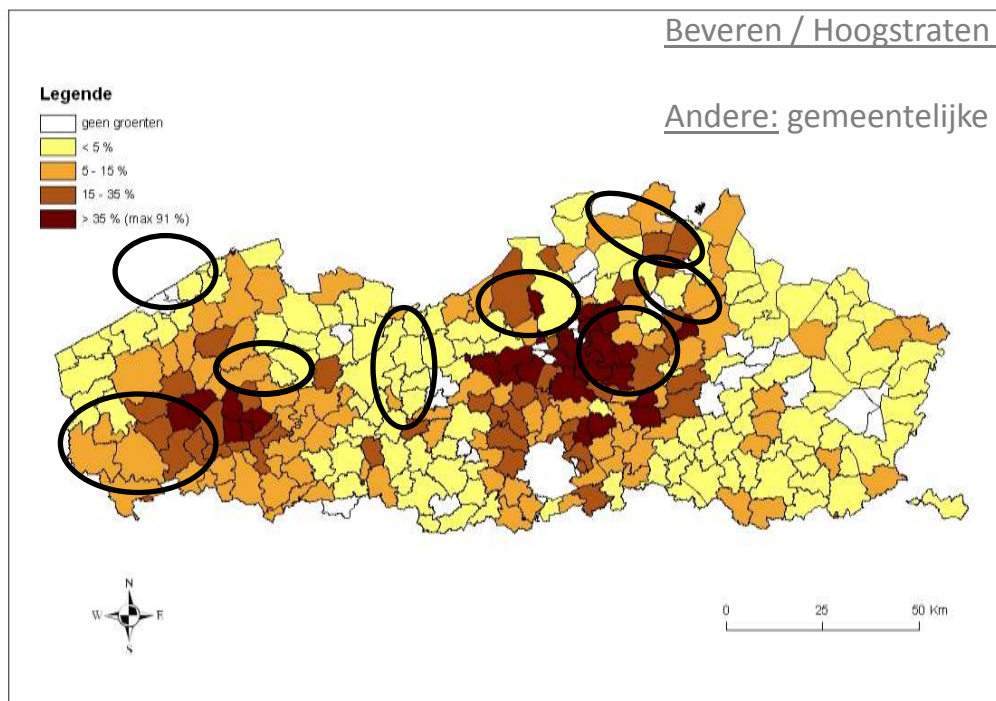 Beveren / Hoogstraten
Andere: gemeentelijke
Legende
geen groenten
< 5 %
5 - 15 %
15 - 35 %
> 35 % (max 91 %)
N
W E
S
0 25 50 Km